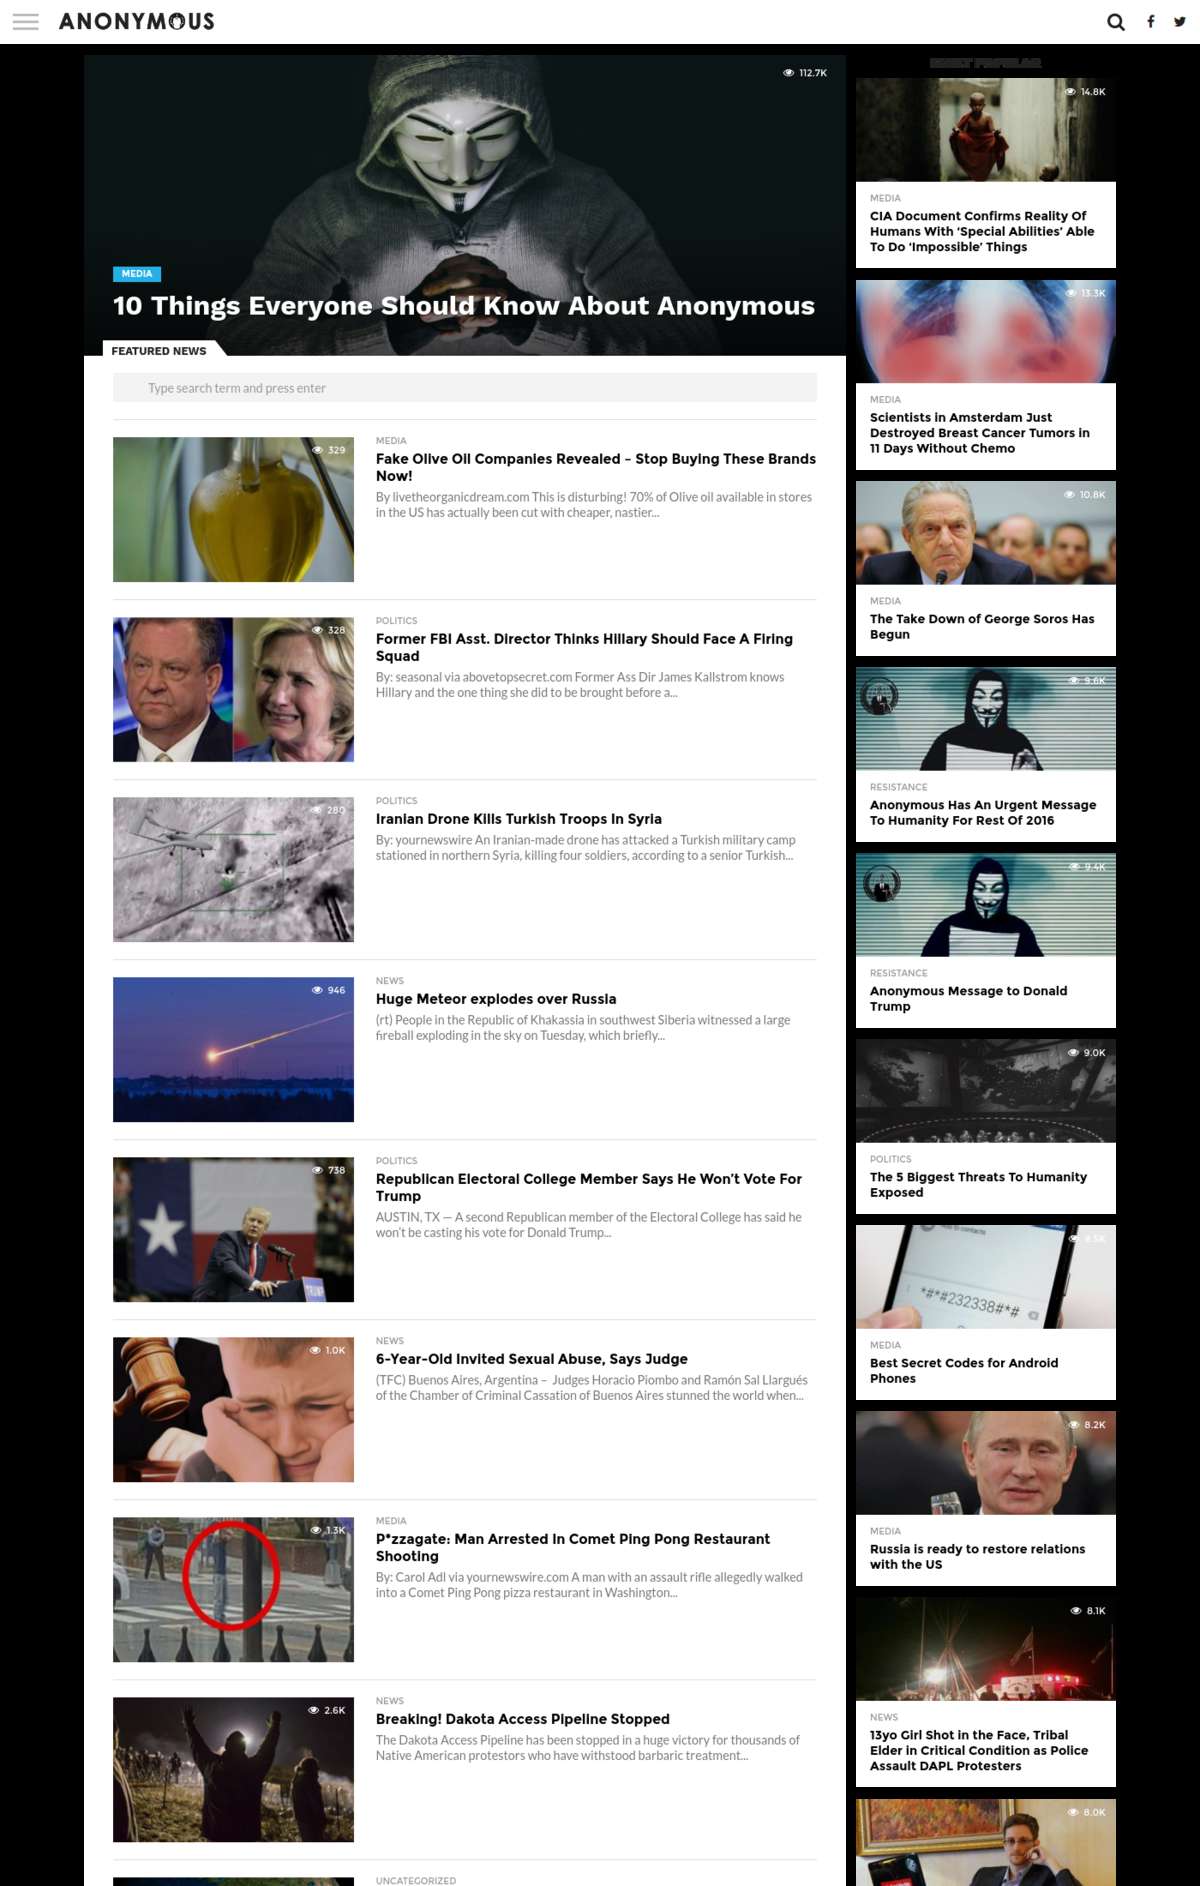 ANONYMOUS
112.7K
MEDIA
10 Things Everyone Should Know About Anonymous
FEATURED NEWS
Type search term and press enter
329
MEDIA
Fake Olive Oil Companies Revealed – Stop Buying These Brands
Now!
By livetheorganicdream.com This is disturbing! 70% of Olive oil available in stores
in the US has actually been cut with cheaper, nastier...
328
POLITICS
Former FBI Asst. Director Thinks Hillary Should Face A Firing
Squad
By: seasonal via abovetopsecret.com Former Ass Dir James Kallstrom knows
Hillary and the one thing she did to be brought before a...
280
POLITICS
Iranian Drone Kills Turkish Troops In Syria
By: yournewswire An Iranian-made drone has attacked a Turkish military camp
stationed in northern Syria, killing four soldiers, according to a senior Turkish...
946
NEWS
Huge Meteor explodes over Russia
(rt) People in the Republic of Khakassia in southwest Siberia witnessed a large
fireball exploding in the sky on Tuesday, which briefly...
738
POLITICS
Republican Electoral College Member Says He Won't Vote For
Trump
AUSTIN, TX — A second Republican member of the Electoral College has said he
won't be casting his vote for Donald Trump...
TRUMP
1.0K
NEWS
6-Year-Old Invited Sexual Abuse, Says Judge
(TFC) Buenos Aires, Argentina – Judges Horacio Piombo and Ramón Sal Llargués
of the Chamber of Criminal Cassation of Buenos Aires stunned the world when...
1.3K
MEDIA
P*zzagate: Man Arrested In Comet Ping Pong Restaurant
Shooting
By: Carol Adl via yournewswire.com A man with an assault rifle allegedly walked
into a Comet Ping Pong pizza restaurant in Washington...
2.6K
NEWS
Breaking! Dakota Access Pipeline Stopped
The Dakota Access Pipeline has been stopped in a huge victory for thousands of
Native American protestors who have withstood barbaric treatment...
UNCATEGORIZED
MOST POPULAR
14.8K
MEDIA
CIA Document Confirms Reality Of
Humans With ‘Special Abilities’ Able
To Do ‘Impossible’ Things
13.3K
MEDIA
Scientists in Amsterdam Just
Destroyed Breast Cancer Tumors in
11 Days Without Chemo
10.8K
MEDIA
The Take Down of George Soros Has
Begun
9.6K
RESISTANCE
Anonymous Has An Urgent Message
To Humanity For Rest Of 2016
9.4K
RESISTANCE
Anonymous Message to Donald
Trump
9.0K
POLITICS
The 5 Biggest Threats To Humanity
Exposed
8.5K
*#*#232338#*#
MEDIA
Best Secret Codes for Android
Phones
8.2K
MEDIA
Russia is ready to restore relations
with the US
8.1K
NEWS
13yo Girl Shot in the Face, Tribal
Elder in Critical Condition as Police
Assault DAPL Protesters
8.0K